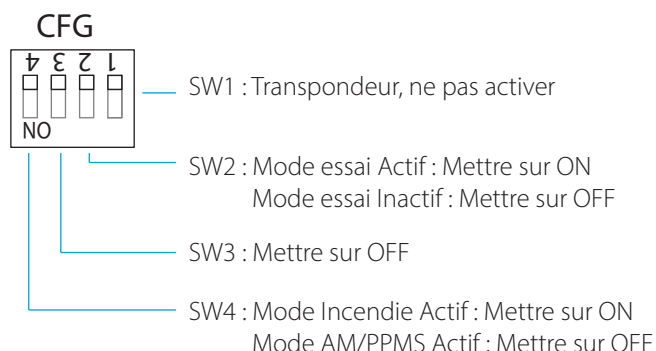 CFG
4 3 2 1
NO
SW1 : Transpondeur, ne pas activer
SW2 : Mode essai Actif : Mettre sur ON
Mode essai Inactif : Mettre sur OFF
SW3 : Mettre sur OFF
SW4 : Mode Incendie Actif : Mettre sur ON
Mode AM/PPMS Actif : Mettre sur OFF